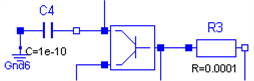 C4
R3
C=1e-10
Gnd6
R=0.0001